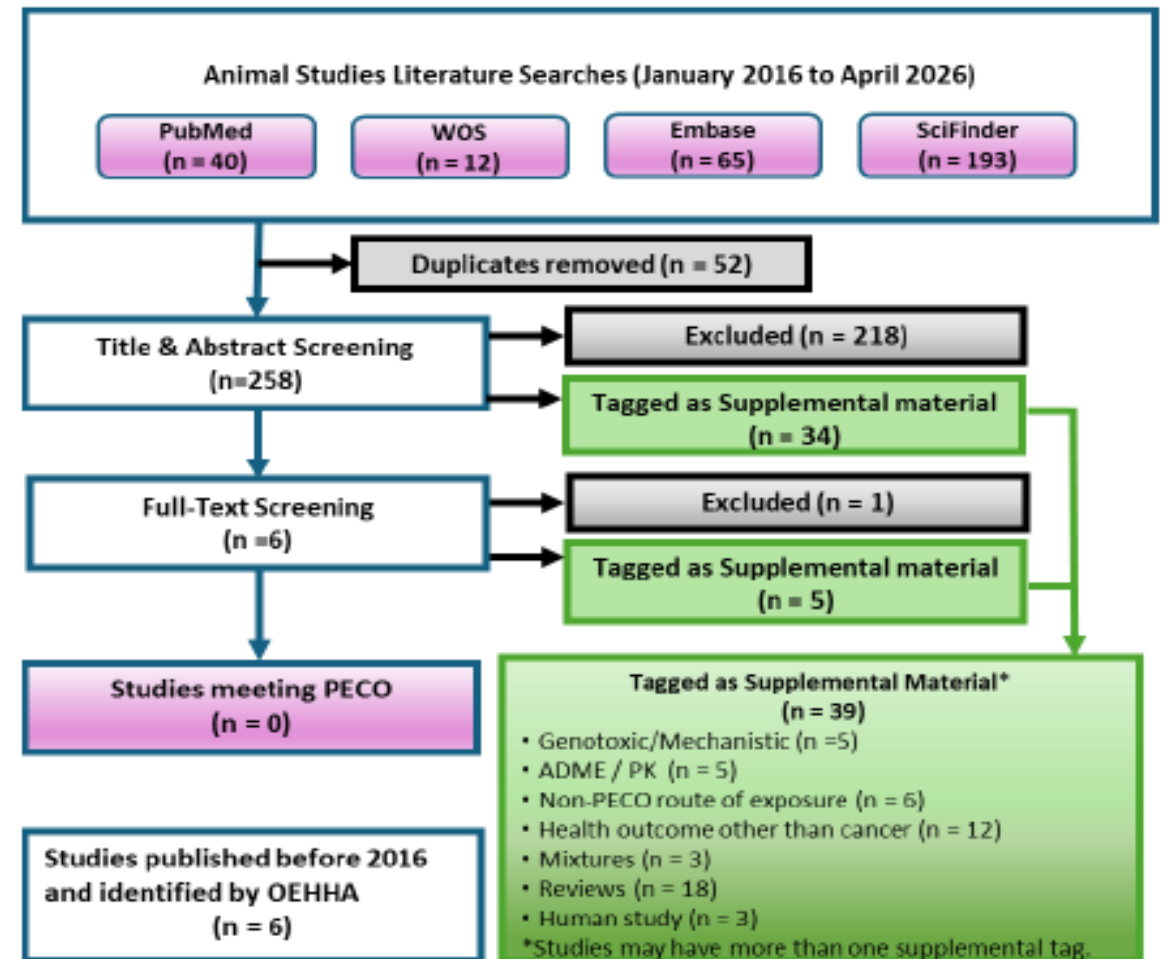 Animal Studies Literature Searches (January 2016 to April 2026)
PubMed
(n = 40)
WOS
(n = 12)
Embase
(n = 65)
SciFinder
(n = 193)
Duplicates removed (n = 52)
Title & Abstract Screening
(n=258)
Excluded (n = 218)
Tagged as Supplemental material
(n = 34)
Full-Text Screening
(n =6)
Excluded (n = 1)
Tagged as Supplemental material
(n = 5)
Studies meeting PECO
(n = 0)
Tagged as Supplemental Material*
(n = 39)
• Genotoxic/Mechanistic (n =5)
• ADME / PK (n = 5)
• Non-PECO route of exposure (n = 6)
• Health outcome other than cancer (n = 12)
• Mixtures (n = 3)
• Reviews (n = 18)
• Human study (n = 3)
*Studies may have more than one supplemental tag.
Studies published before 2016
and identified by OEHHA
(n = 6)